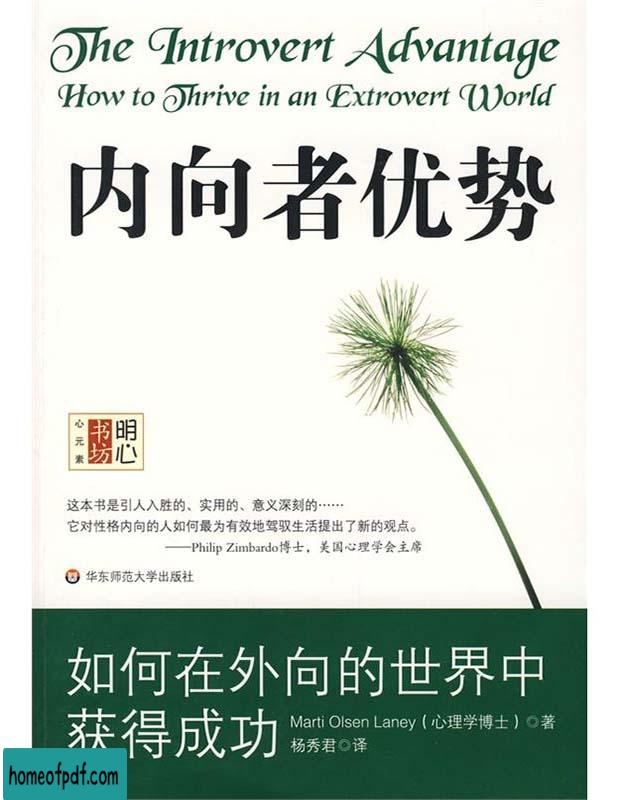 The Introvert Advantage
How to Thrive in an Extrovert World
内向者优势
心元素
书坊
明心
这本书是引人入胜的、实用的、意义深刻的……
它对性格内向的人如何最为有效地驾驭生活提出了新的观点。
——Philip Zimbardo博士，美国心理学会主席
华东师范大学出版社
如何在外向的世界中
获得成功
Marti Olsen Laney（心理学博士）◎著
杨秀君◎译
homeofpdf.com